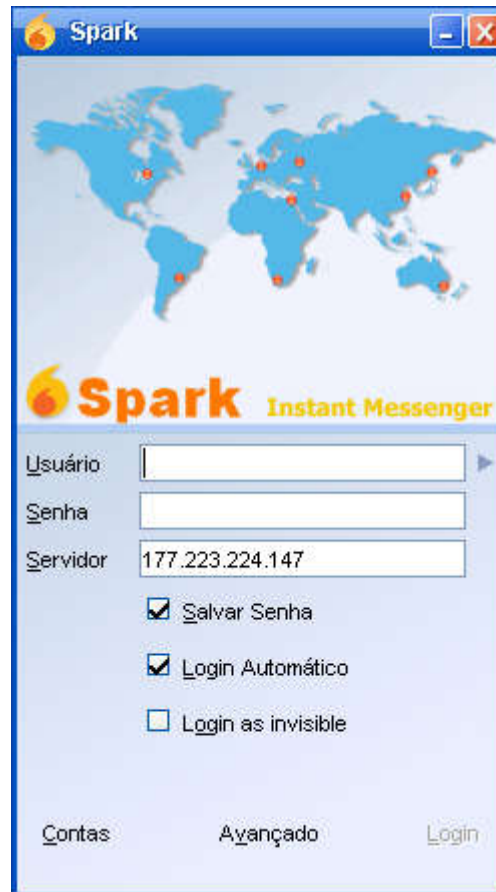 Spark
Spark Instant Messenger
Usuário
Senha
Servidor 177.223.224.147
Salvar Senha
Login Automático
Login as invisible
Contas Avançado Login